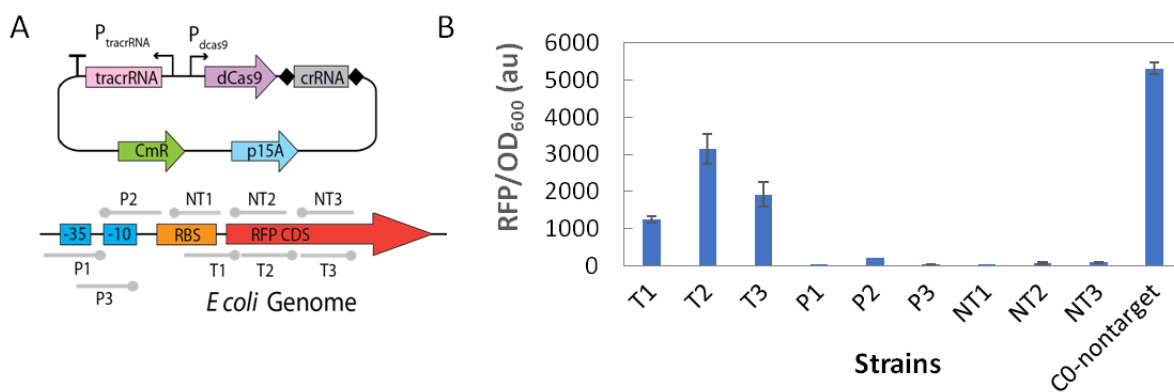 A
P tracrRNA P dcas9
tracrRNA dCas9 crRNA
CmR p15A
P2 NT1 NT2 NT3
-35 -10 RBS RFP CDS
P1 T1 T2 T3
P3
E coli Genome
B
RFP/OD600 (au)
6000
5000
4000
3000
2000
1000
0
T1 T2 T3 P1 P2 P3 NT1 NT2 NT3 C0-nontarget
Strains